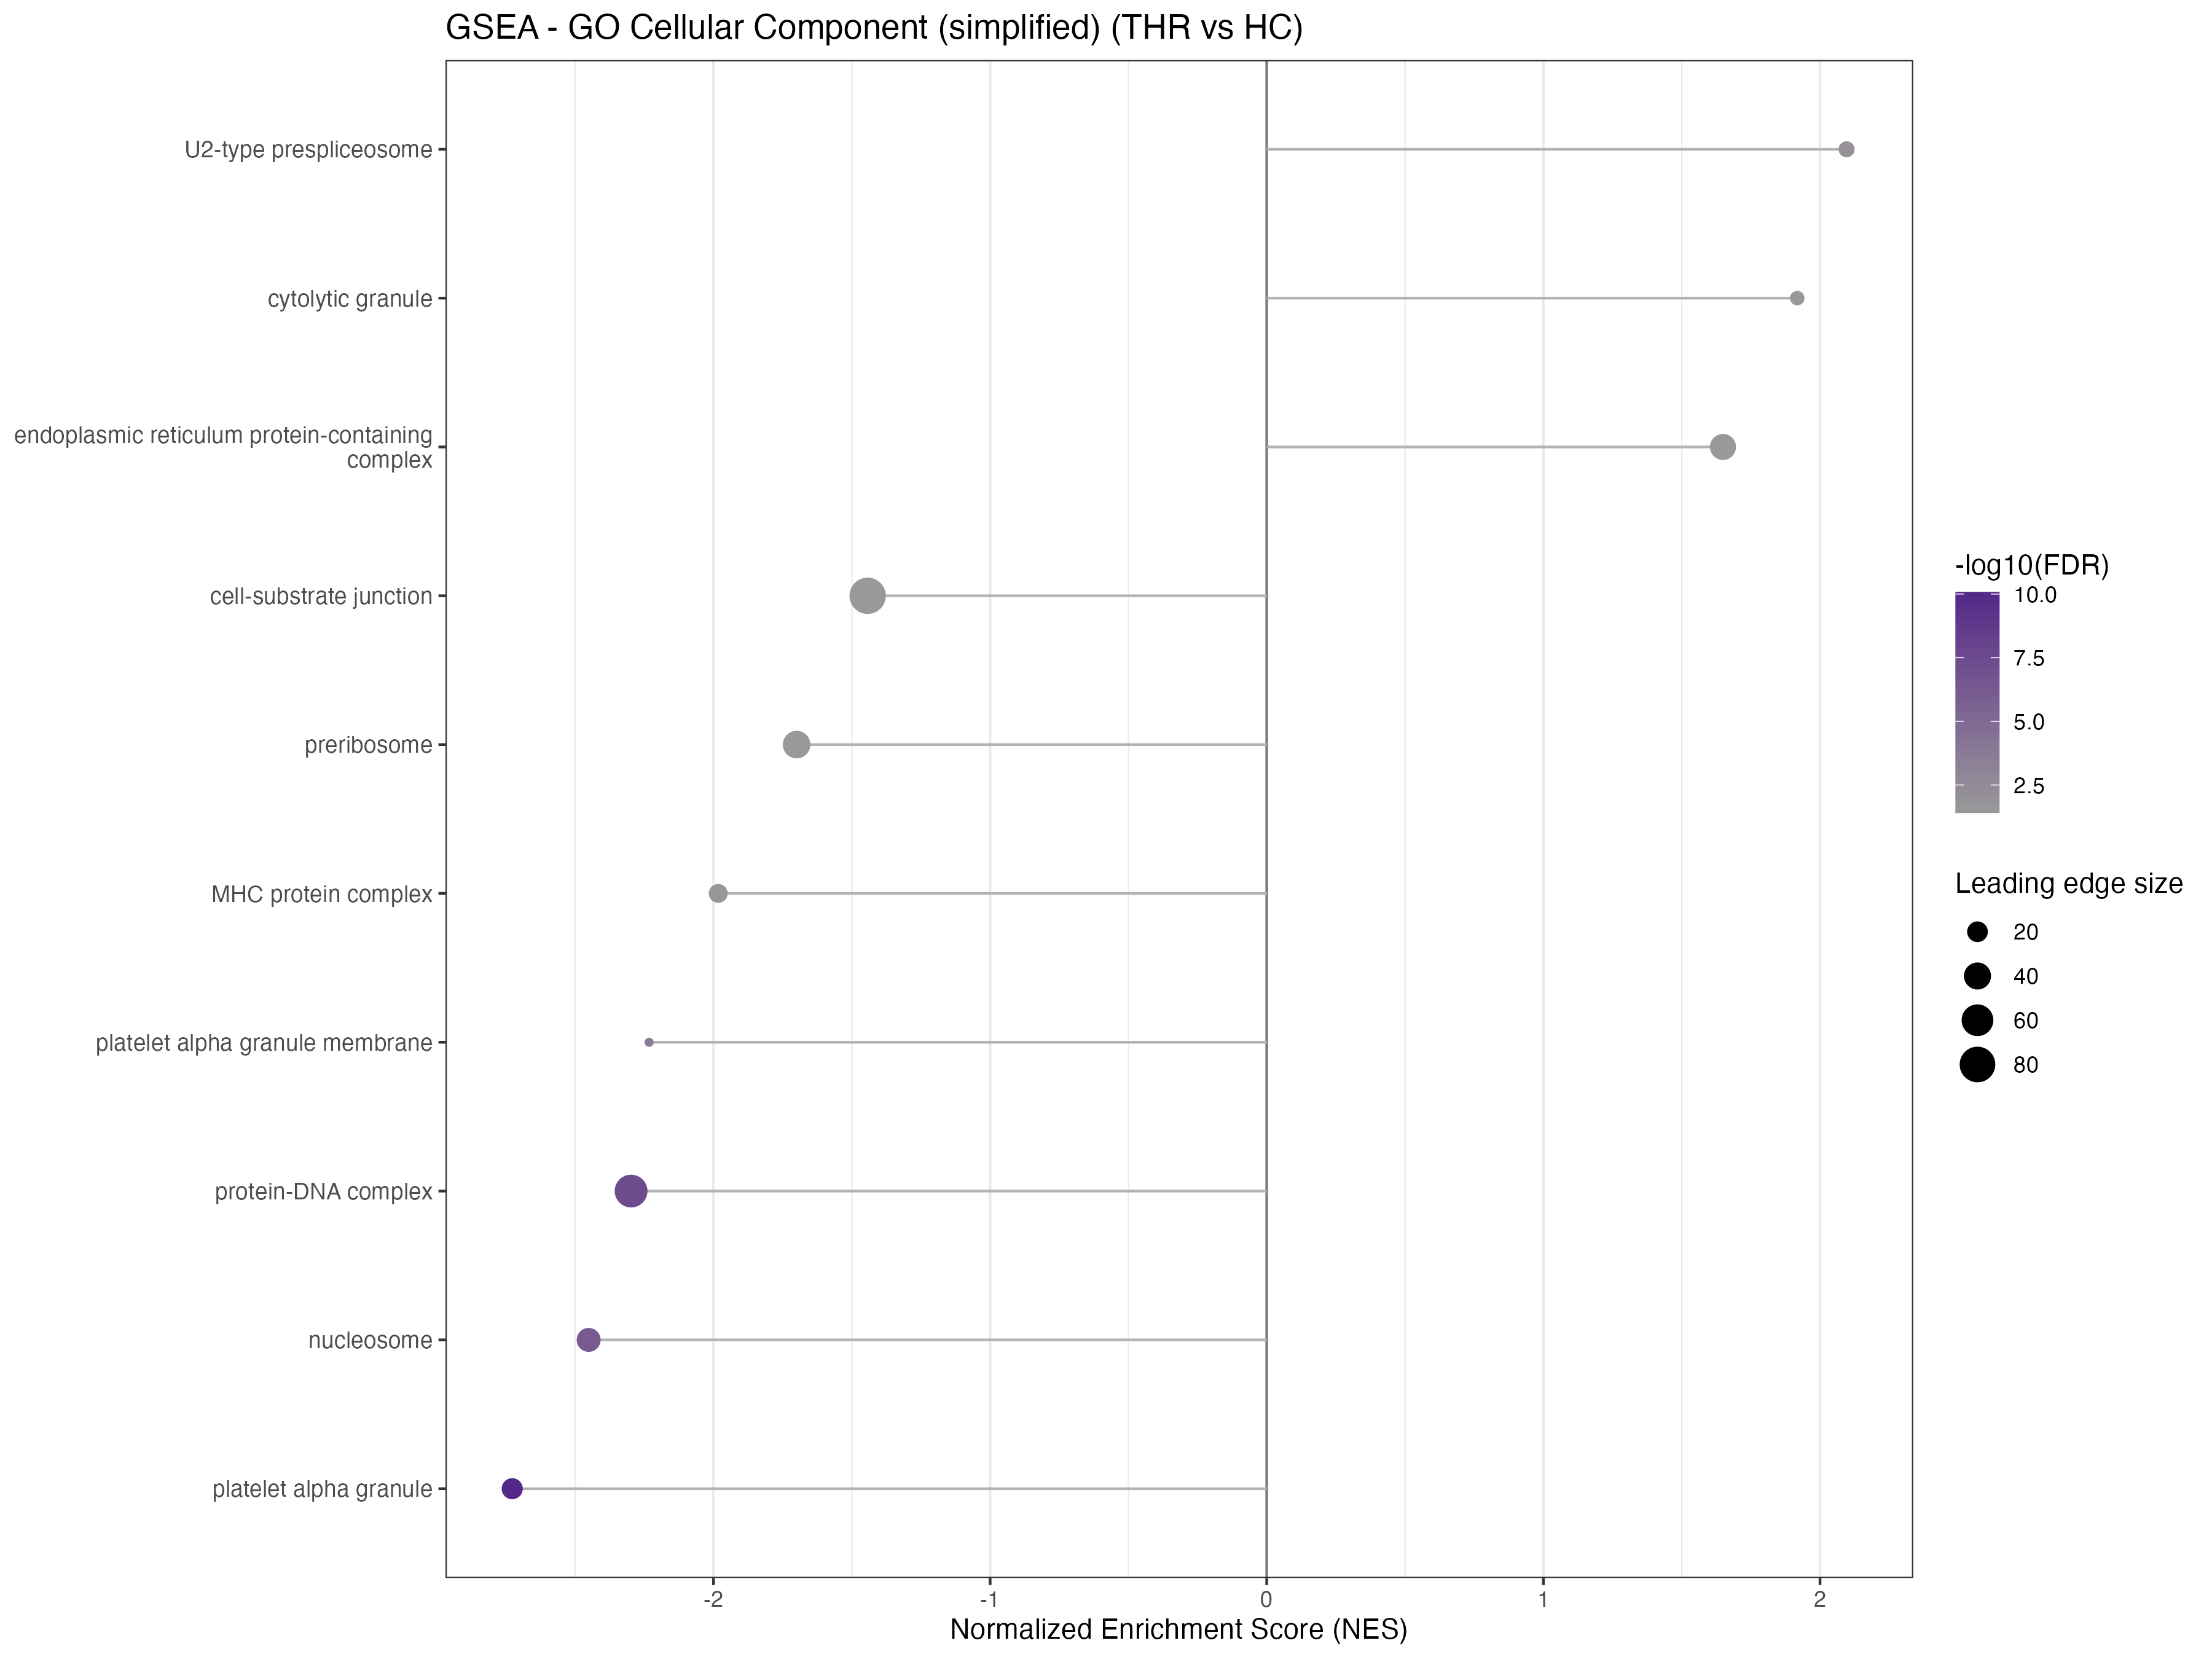 GSEA - GO Cellular Component (simplified) (THR vs HC)
U2-type prespliceosome
cytolytic granule
endoplasmic reticulum protein-containing
complex
cell-substrate junction
preribosome
MHC protein complex
platelet alpha granule membrane
protein-DNA complex
nucleosome
platelet alpha granule
-2
-1
0
1
2
Normalized Enrichment Score (NES)
-log10(FDR)
10.0
7.5
5.0
2.5
Leading edge size
20
40
60
80